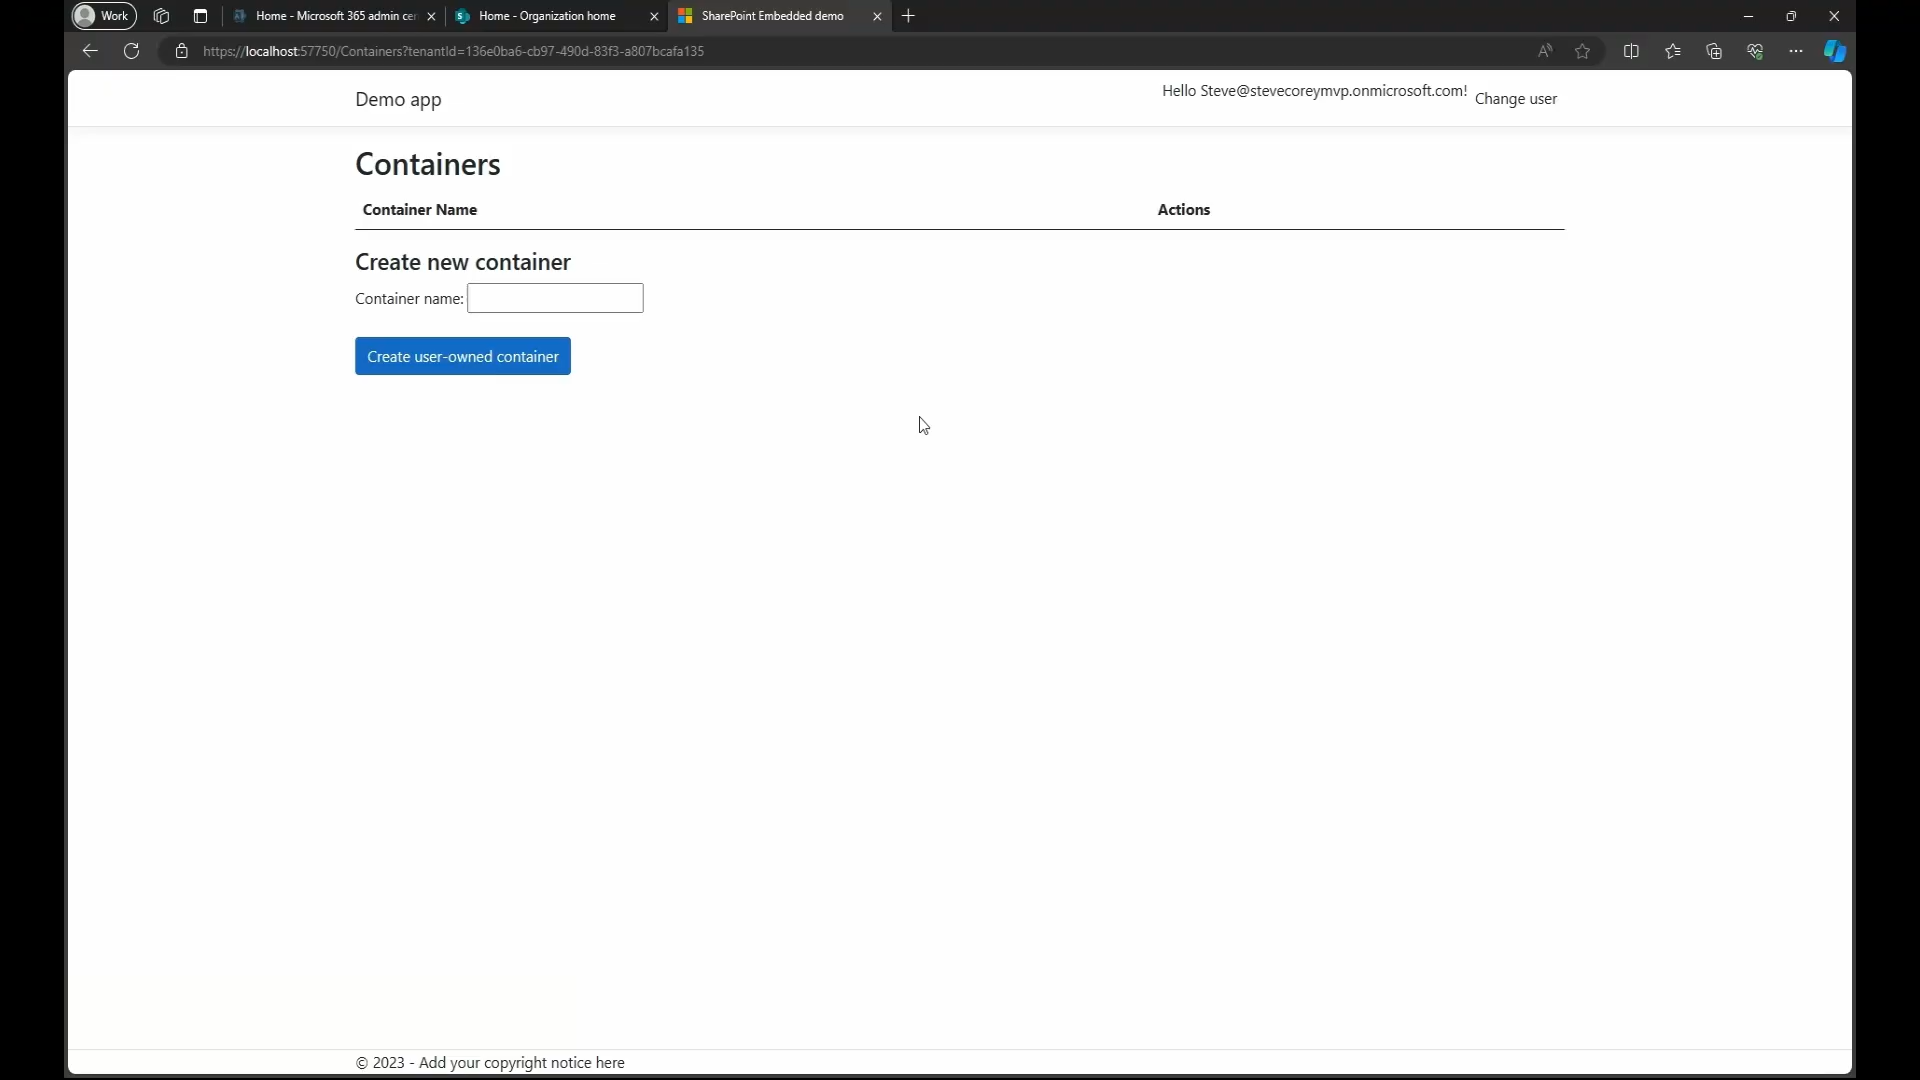 Work
Home - Microsoft 365 admin cer
Home - Organization home
SharePoint Embedded demo
https://localhost:57750/Containers?tenantId=136e0ba6-cb97-490d-83f3-a807bcafa135
Demo app
Hello Steve@stevecoreymvp.onmicrosoft.com!
Change user
Containers
Container Name
Actions
Create new container
Container name:
Create user-owned container
© 2023 - Add your copyright notice here